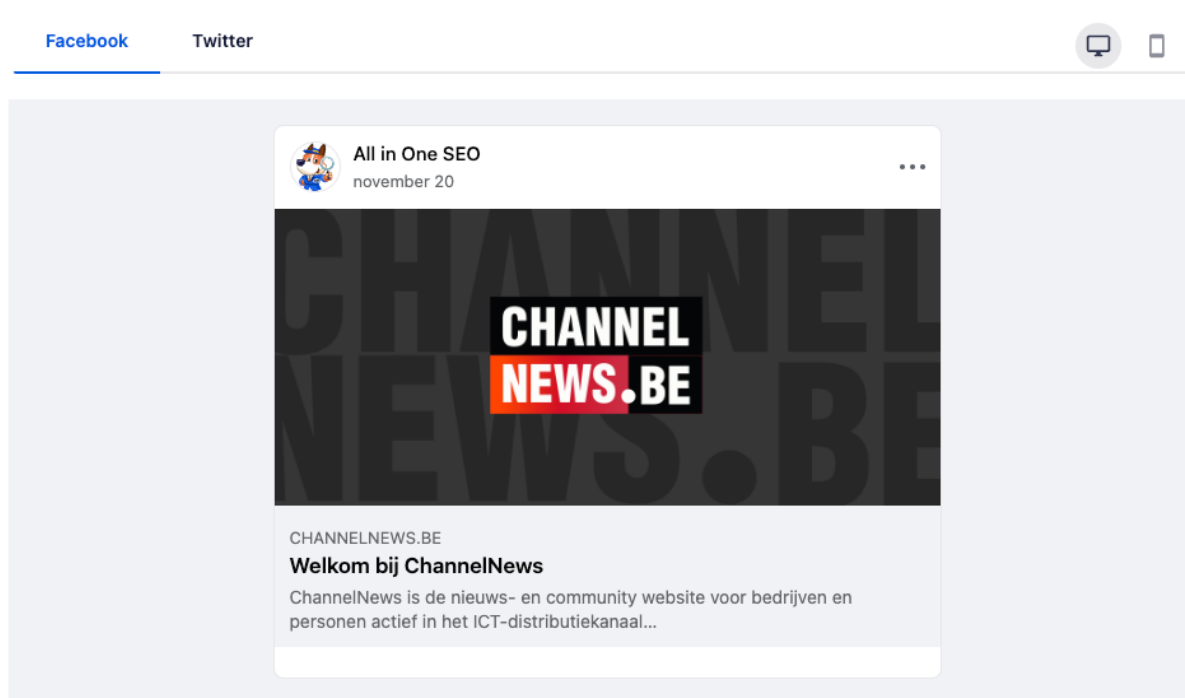 Facebook
Twitter
All in One SEO
november 20
CHANNEL
NEWS.BE
CHANNEL
NEWS.BE
CHANNELNEWS.BE
Welkom bij ChannelNews
ChannelNews is de nieuws- en community website voor bedrijven en
personen actief in het ICT-distributiekanaal...